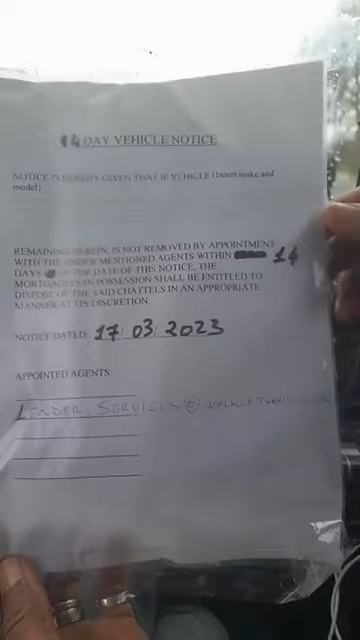 14 DAY VEHICLE NOTICE
NOTICE IS HEREBY GIVEN THAT IF VEHICLE (Insert make and
model)
REMAINING HEREIN, IS NOT REMOVED BY APPOINTMENT
WITH THE UNDER MENTIONED AGENTS WITHIN 14
DAYS OF THE DATE OF THIS NOTICE, THE
MORTGAGEES IN POSSESSION SHALL BE ENTITLED TO
DISPOSE OF THE SAID CHATTELS IN AN APPROPRIATE
MANNER AT ITS DISCRETION.
NOTICE DATED: 17/03/2023
APPOINTED AGENTS:
LENDER SERVICES@